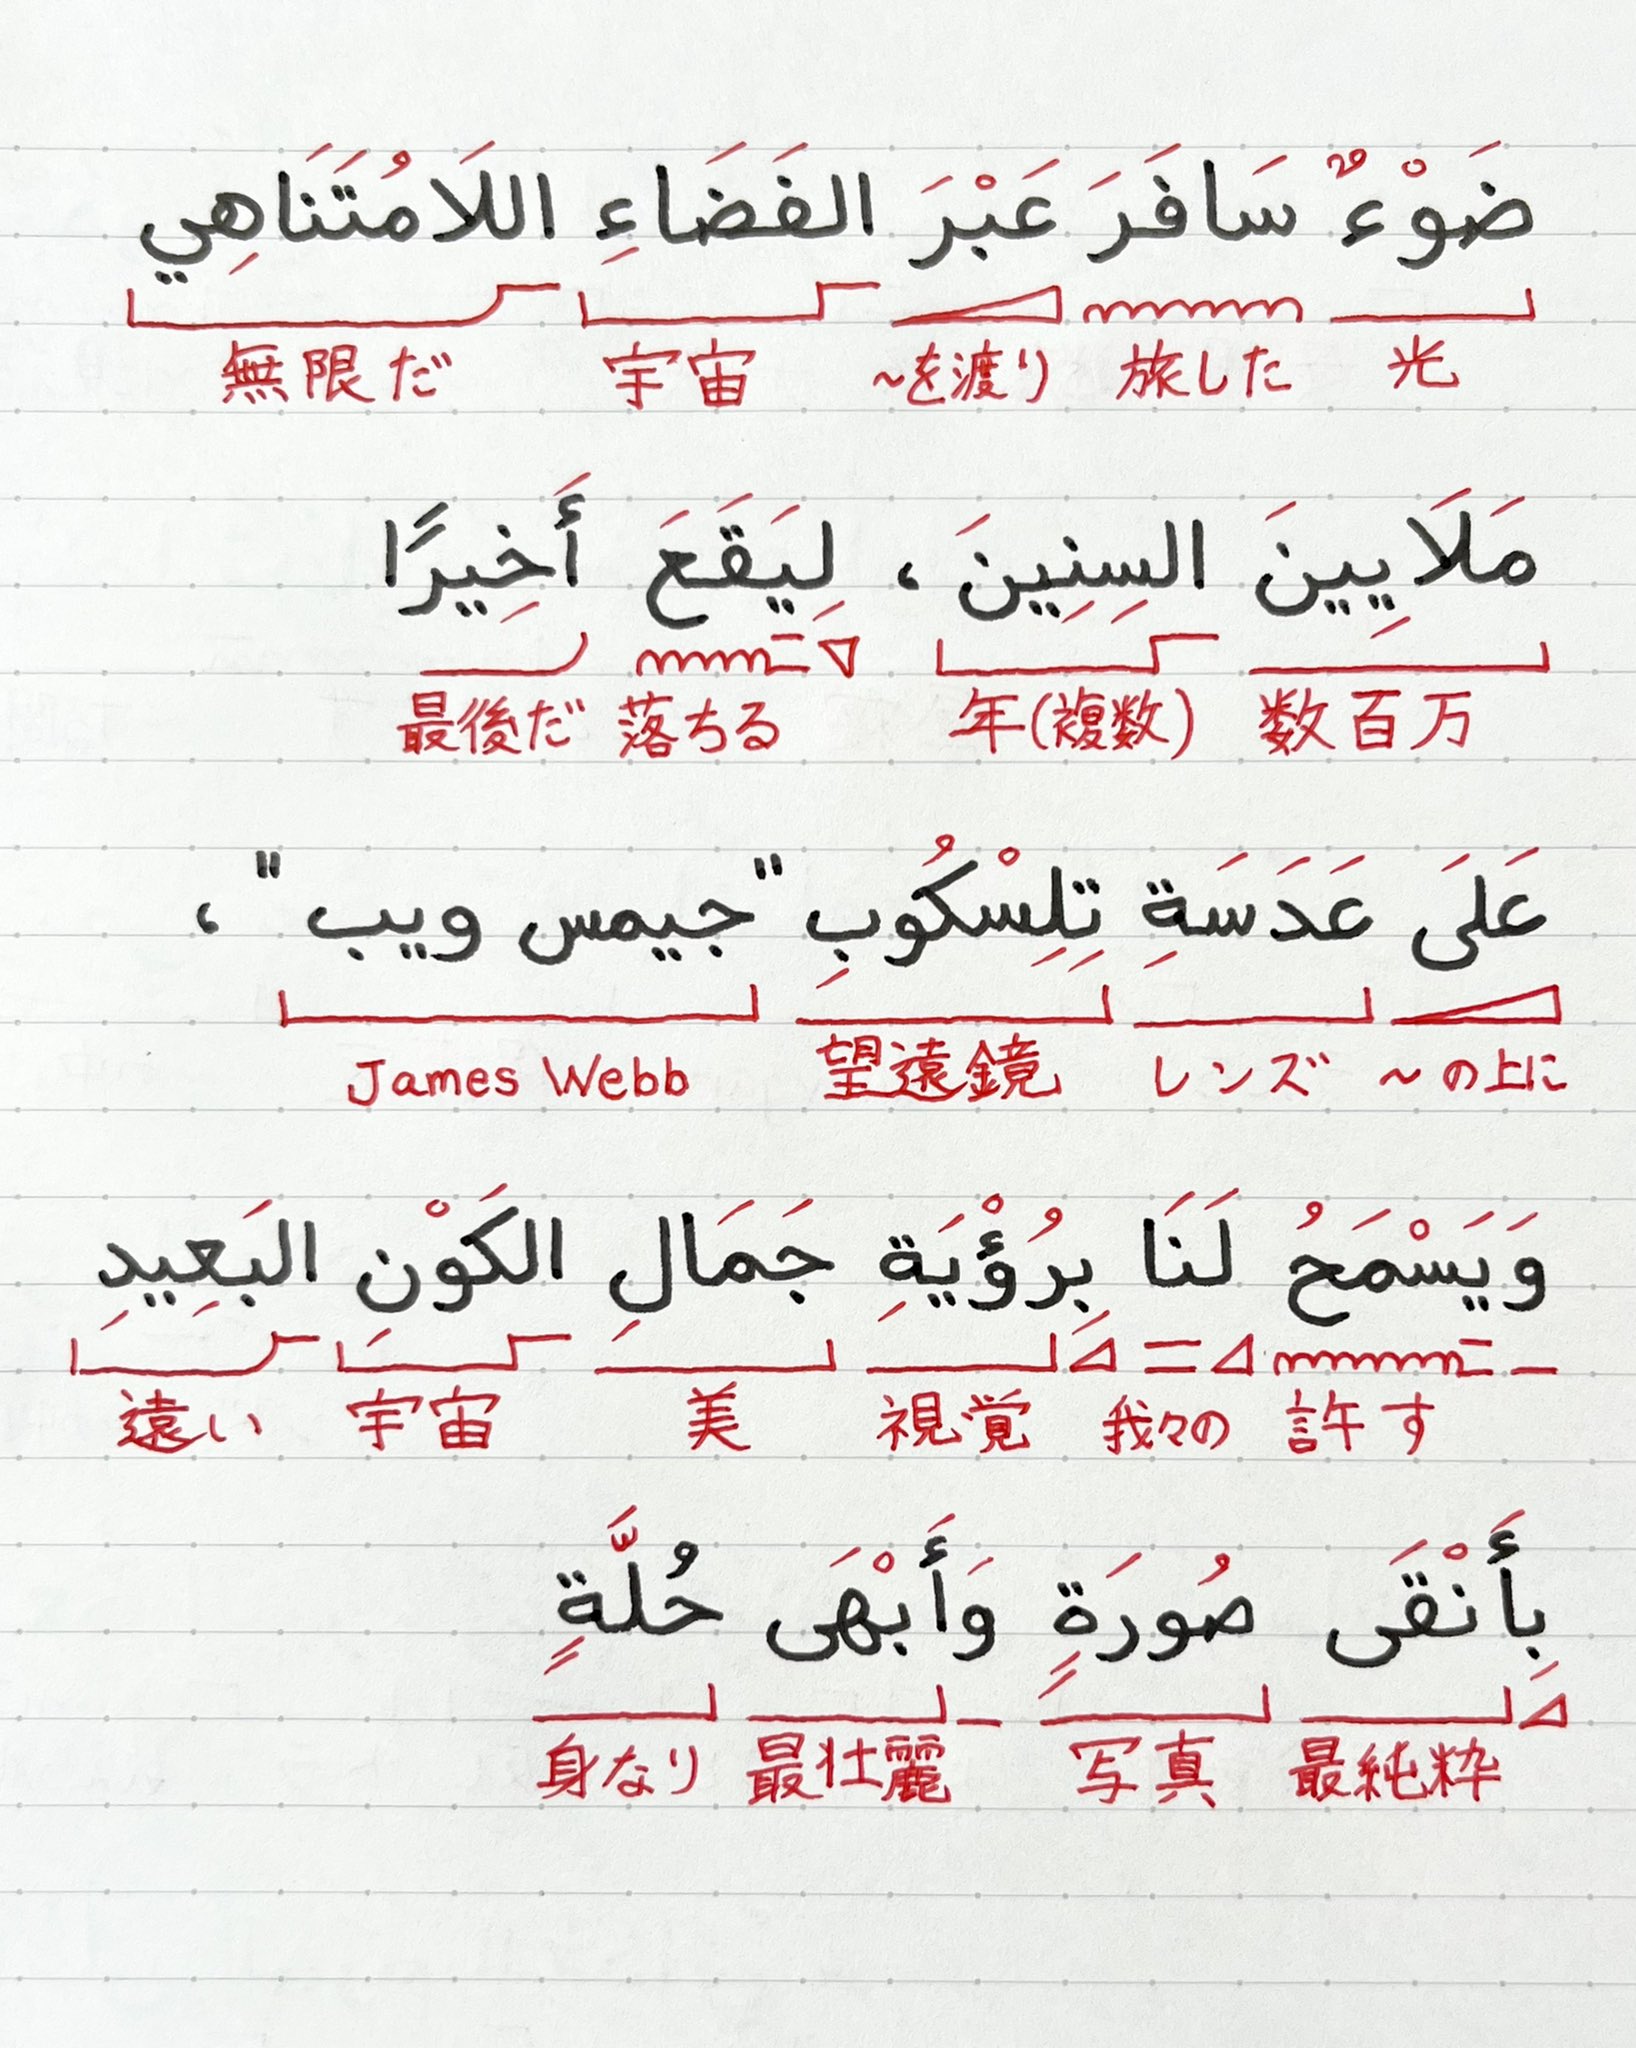 ضَوْءٌ سَافَرَ عَبْرَ الفَضَاءِ اللَامُتَنَاهِي
光 旅した ~を渡り 宇宙 無限だ
مَلَايِينَ السِنِينَ ، لِيَقَعَ أَخِيرًا
数百万 年(複数) 落ちる 最後だ
عَلَى عَدَسَةِ تِلِسْكُوبِ "جيمس ويب" ،
~の上に レンズ 望遠鏡 James Webb
وَيَسْمَحُ لَنَا بِرُؤْيَةِ جَمَالِ الكَوْنِ البَعِيدِ
許す 我々の 視覚 美 宇宙 遠い
بِأَنْقَى صُورَةٍ وَأَبْهَى حُلَّةٍ
最純粋 写真 最壮麗 身なり